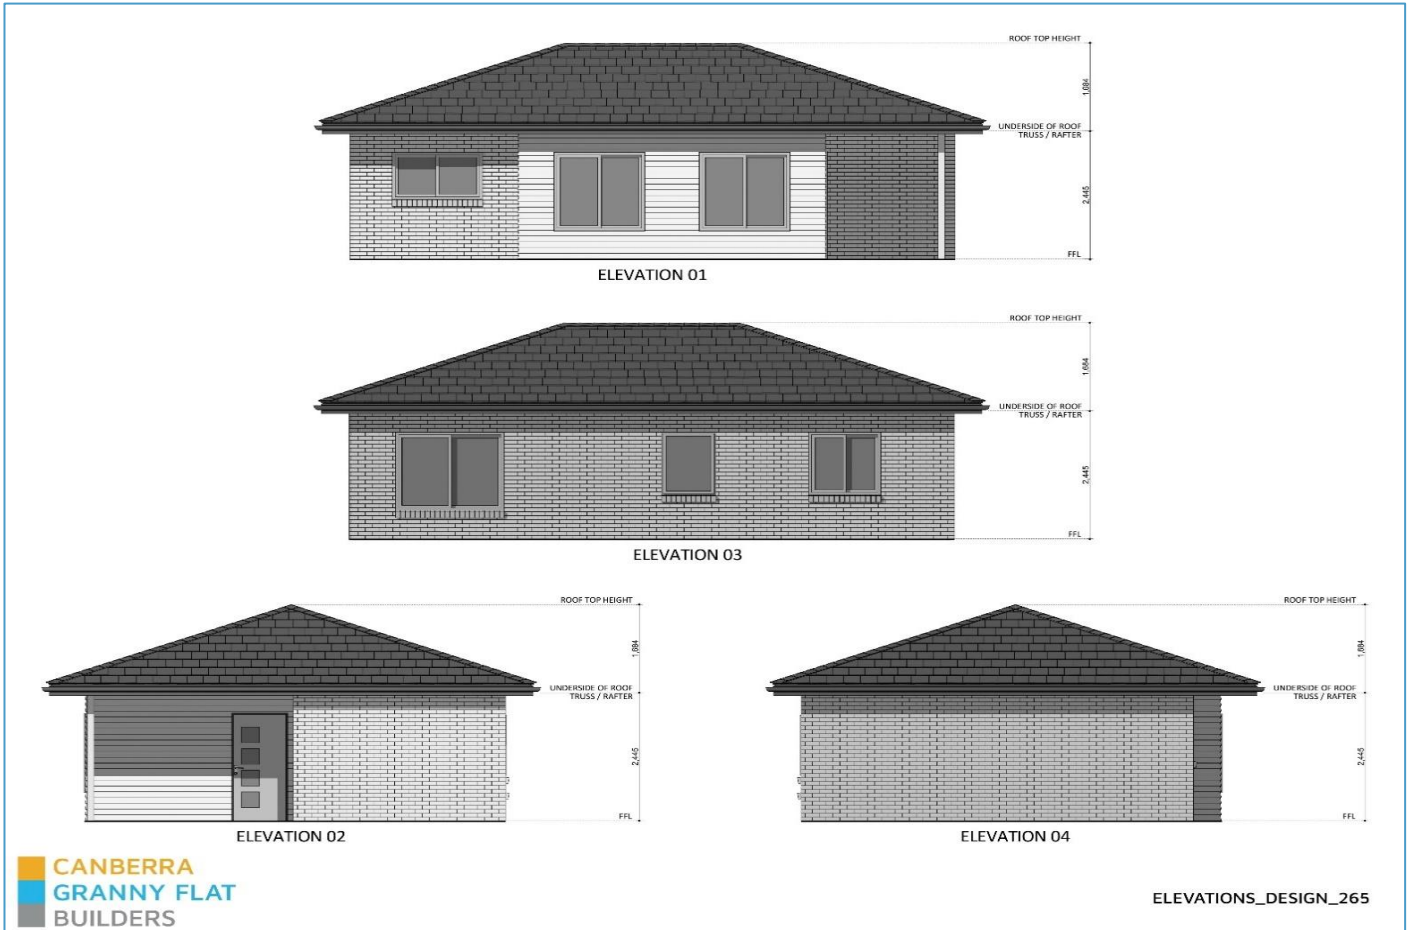 ROOF TOP HEIGHT
1,684
UNDERSIDE OF ROOF
TRUSS / RAFTER
2,445
FFL
ELEVATION 01
ROOF TOP HEIGHT
1,684
UNDERSIDE OF ROOF
TRUSS / RAFTER
2,445
FFL
ELEVATION 03
ROOF TOP HEIGHT
1,684
UNDERSIDE OF ROOF
TRUSS / RAFTER
2,445
FFL
ELEVATION 02
ROOF TOP HEIGHT
1,684
UNDERSIDE OF ROOF
TRUSS / RAFTER
2,445
FFL
ELEVATION 04
CANBERRA
GRANNY FLAT
BUILDERS
ELEVATIONS_DESIGN_265